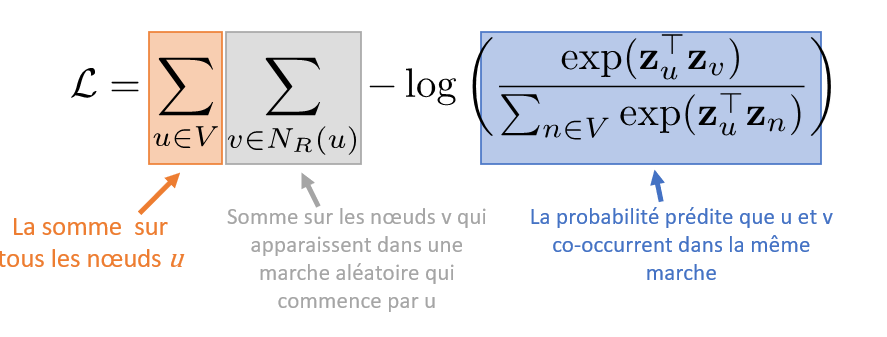 ℒ = ∑_{u∈V} ∑_{v∈N_R(u)} − log ( exp(𝐳_u^⊤ 𝐳_v) / ∑_{n∈V} exp(𝐳_u^⊤ 𝐳_n) )
La somme sur
tous les nœuds u
Somme sur les nœuds v qui
apparaissent dans une
marche aléatoire qui
commence par u
La probabilité prédite que u et v
co-occurrent dans la même
marche